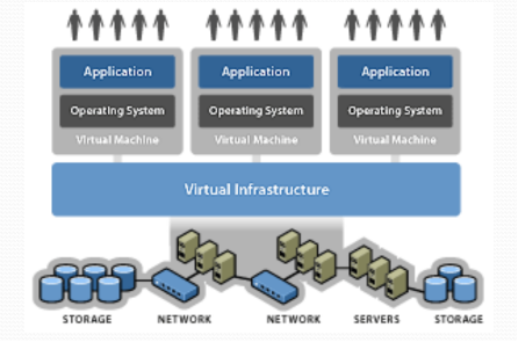 Application
Operating System
Virtual Machine
Application
Operating System
Virtual Machine
Application
Operating System
Virtual Machine
Virtual Infrastructure
STORAGE
NETWORK
NETWORK
SERVERS
STORAGE